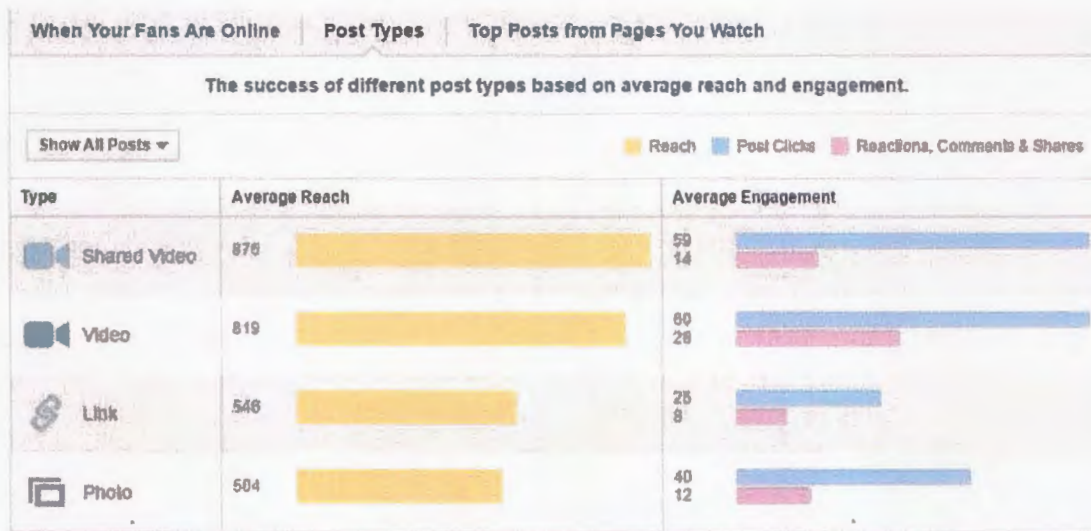 When Your Fans Are Online Post Types Top Posts from Pages You Watch
The success of different post types based on average reach and engagement.
Show All Posts
Reach Post Clicks Reactions, Comments & Shares
Type Average Reach Average Engagement
Shared Video 876 59
14
Video 819 60
28
Link 546 25
8
Photo 504 40
12